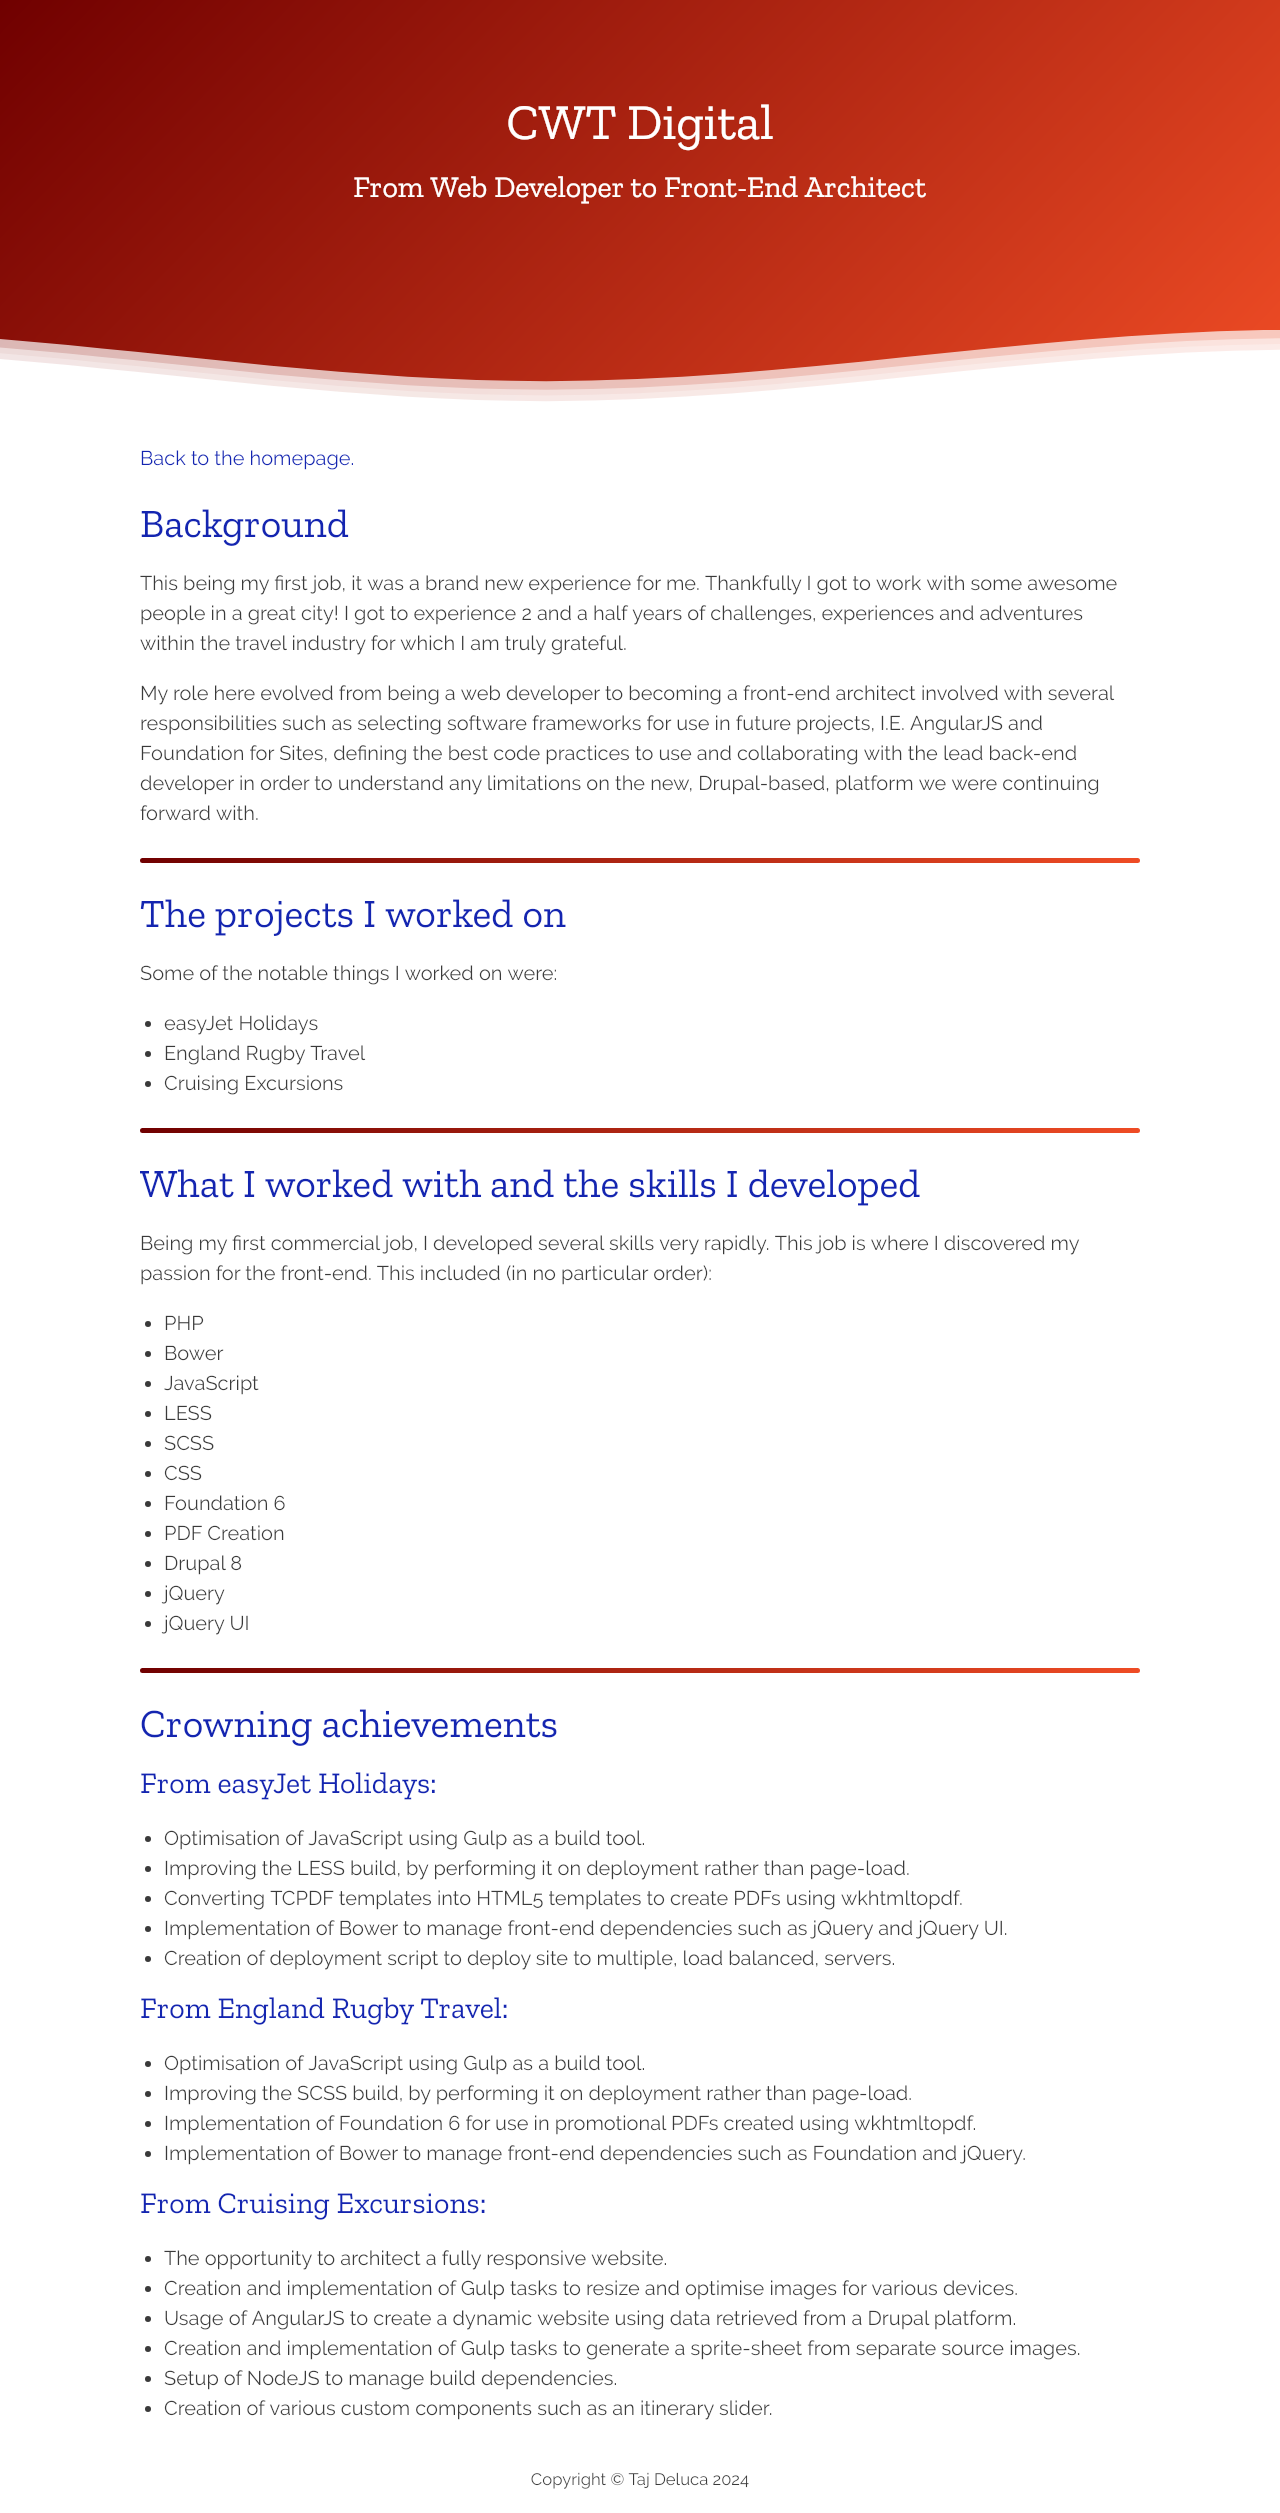 CWT Digital
From Web Developer to Front-End Architect
Back to the homepage.
Background
This being my first job, it was a brand new experience for me. Thankfully I got to work with some awesome
people in a great city! I got to experience 2 and a half years of challenges, experiences and adventures
within the travel industry for which I am truly grateful.
My role here evolved from being a web developer to becoming a front-end architect involved with several
responsibilities such as selecting software frameworks for use in future projects, I.E. AngularJS and
Foundation for Sites, defining the best code practices to use and collaborating with the lead back-end
developer in order to understand any limitations on the new, Drupal-based, platform we were continuing
forward with.
The projects I worked on
Some of the notable things I worked on were:
• easyJet Holidays
• England Rugby Travel
• Cruising Excursions
What I worked with and the skills I developed
Being my first commercial job, I developed several skills very rapidly. This job is where I discovered my
passion for the front-end. This included (in no particular order):
• PHP
• Bower
• JavaScript
• LESS
• SCSS
• CSS
• Foundation 6
• PDF Creation
• Drupal 8
• jQuery
• jQuery UI
Crowning achievements
From easyJet Holidays:
• Optimisation of JavaScript using Gulp as a build tool.
• Improving the LESS build, by performing it on deployment rather than page-load.
• Converting TCPDF templates into HTML5 templates to create PDFs using wkhtmltopdf.
• Implementation of Bower to manage front-end dependencies such as jQuery and jQuery UI.
• Creation of deployment script to deploy site to multiple, load balanced, servers.
From England Rugby Travel:
• Optimisation of JavaScript using Gulp as a build tool.
• Improving the SCSS build, by performing it on deployment rather than page-load.
• Implementation of Foundation 6 for use in promotional PDFs created using wkhtmltopdf.
• Implementation of Bower to manage front-end dependencies such as Foundation and jQuery.
From Cruising Excursions:
• The opportunity to architect a fully responsive website.
• Creation and implementation of Gulp tasks to resize and optimise images for various devices.
• Usage of AngularJS to create a dynamic website using data retrieved from a Drupal platform.
• Creation and implementation of Gulp tasks to generate a sprite-sheet from separate source images.
• Setup of NodeJS to manage build dependencies.
• Creation of various custom components such as an itinerary slider.
Copyright © Taj Deluca 2024